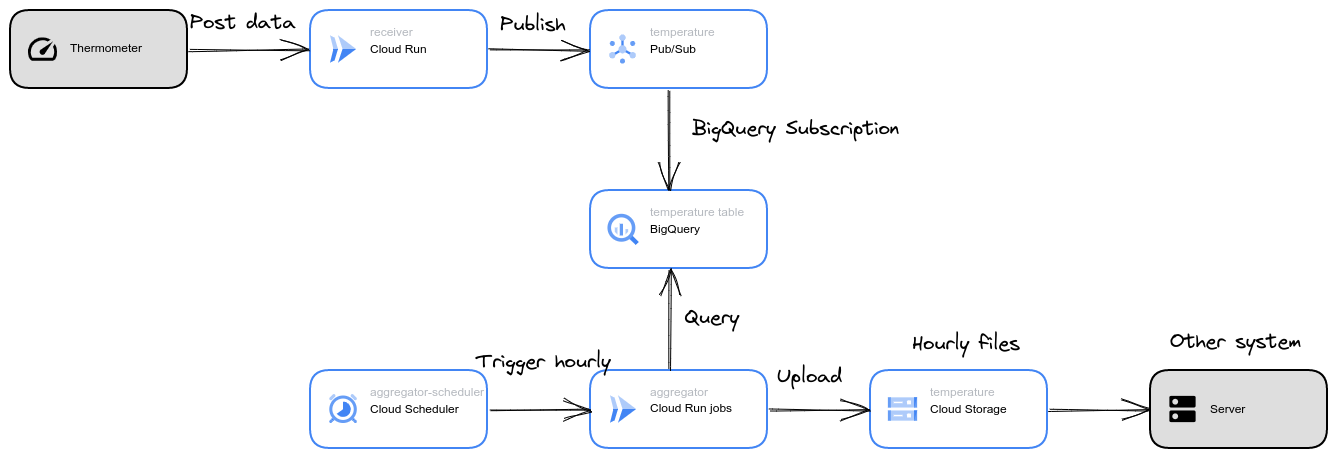 Post data
Publish
Thermometer
receiver
Cloud Run
temperature
Pub/Sub
BigQuery Subscription
temperature table
BigQuery
Query
Trigger hourly
Upload
Hourly files
Other system
aggregator-scheduler
Cloud Scheduler
aggregator
Cloud Run jobs
temperature
Cloud Storage
Server